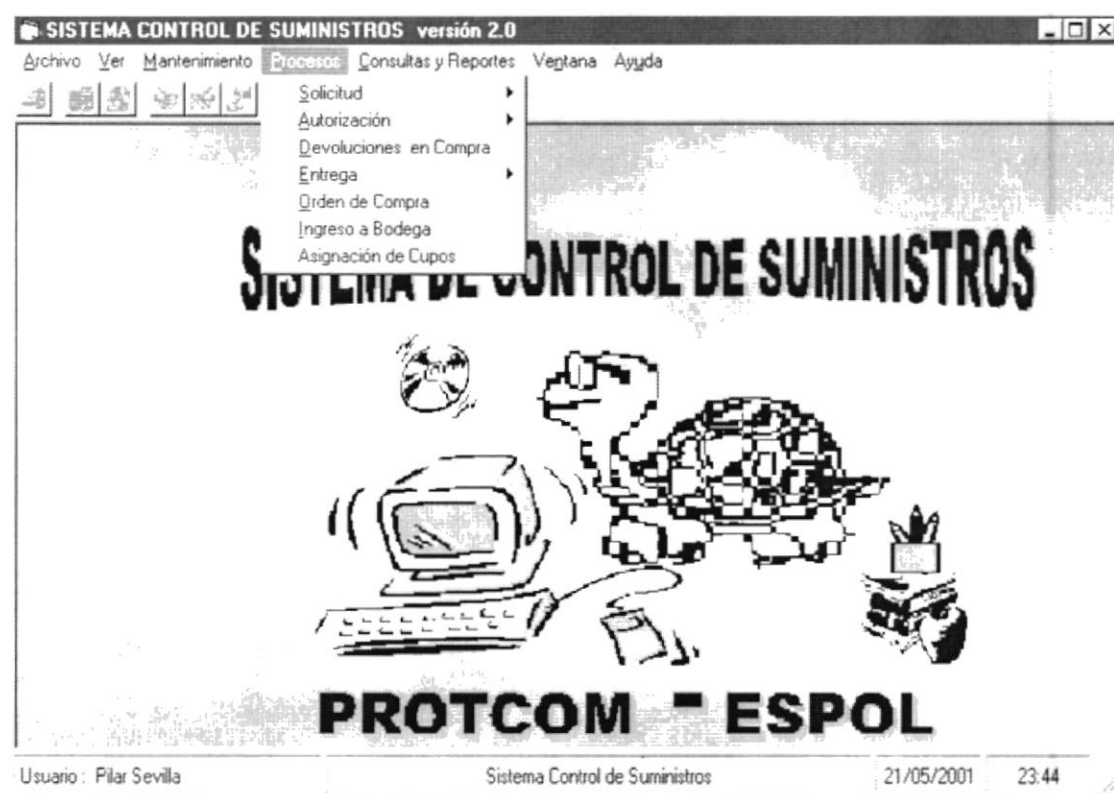 SISTEMA CONTROL DE SUMINISTROS versión 2.0
Archivo Ver Mantenimiento Procesos Consultas y Reportes Ventana Ayuda
Solicitud
Autorización
Devoluciones en Compra
Entrega
Orden de Compra
Ingreso a Bodega
Asignación de Cupos
SISTEMA DE CONTROL DE SUMINISTROS
PROTCOM - ESPOL
Usuario : Pilar Sevilla Sistema Control de Suministros 21/05/2001 23:44